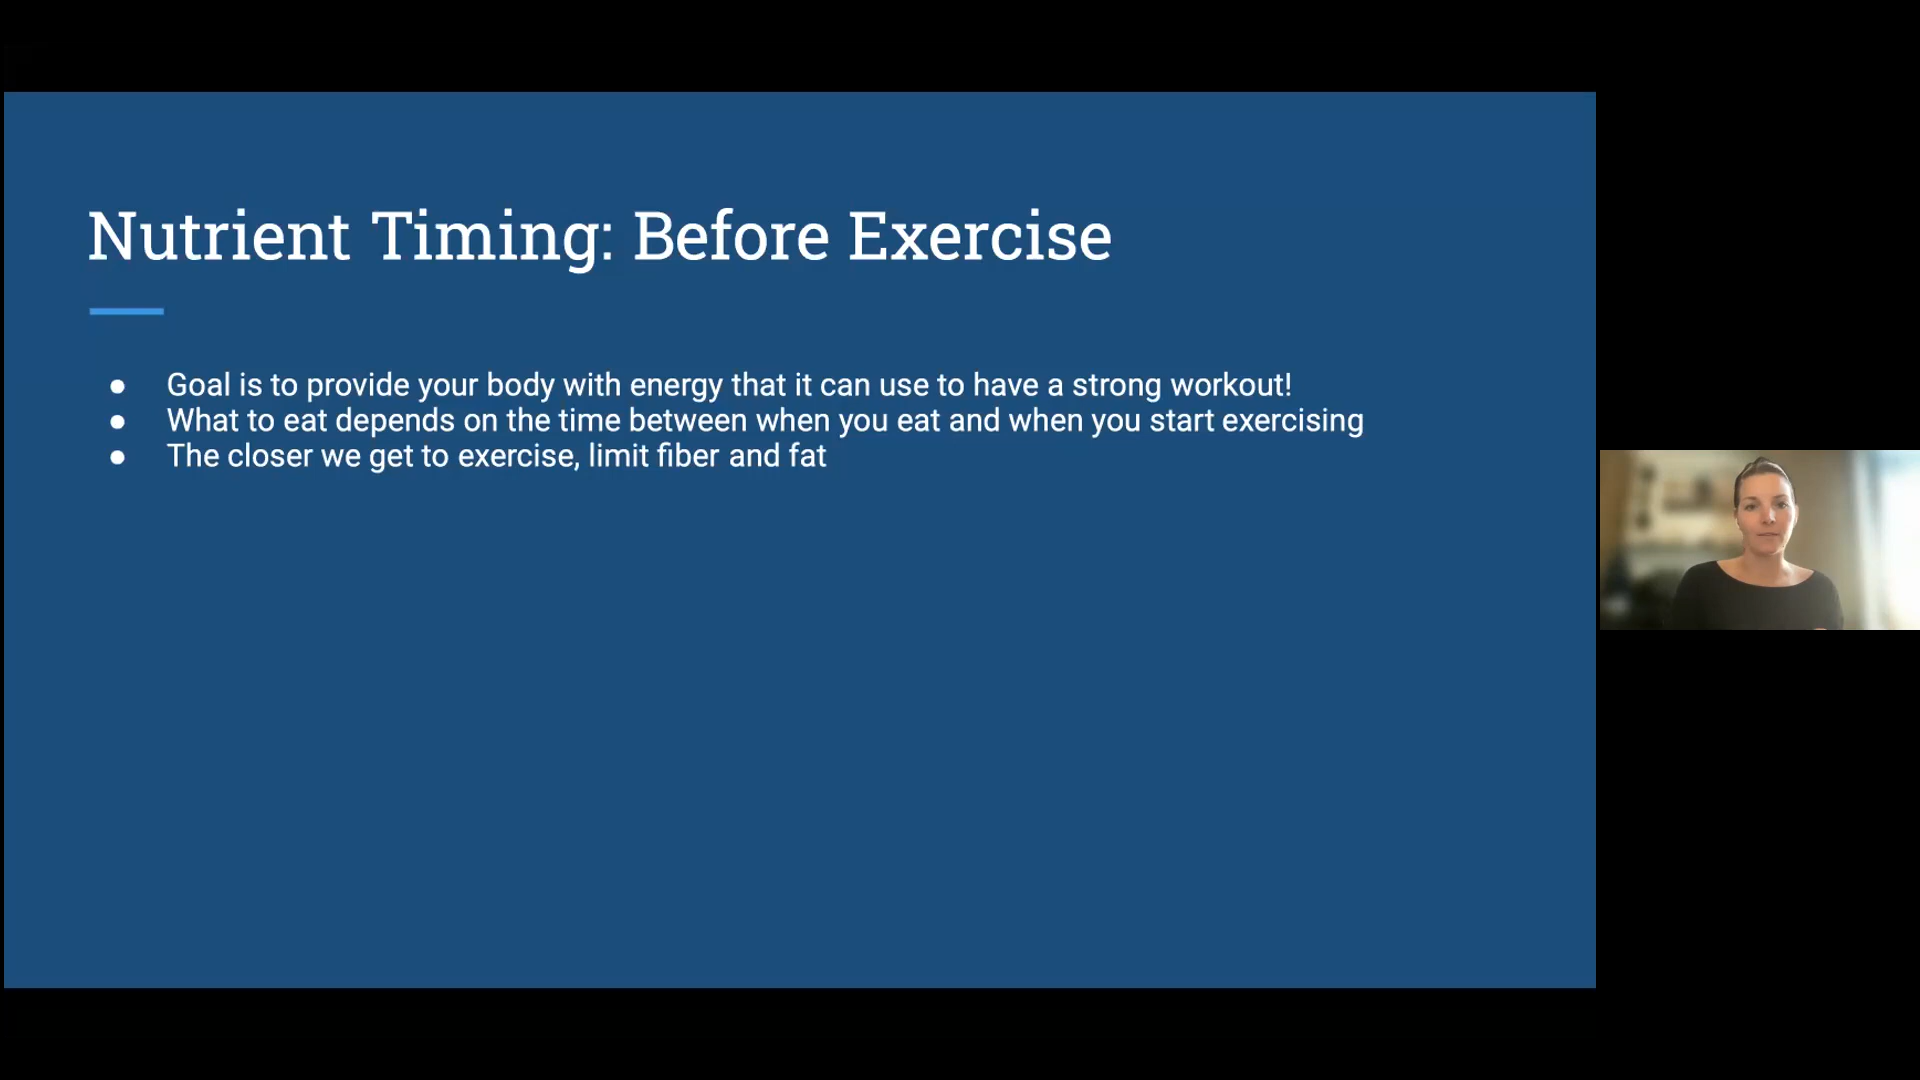 Nutrient Timing: Before Exercise
● Goal is to provide your body with energy that it can use to have a strong workout!
● What to eat depends on the time between when you eat and when you start exercising
● The closer we get to exercise, limit fiber and fat